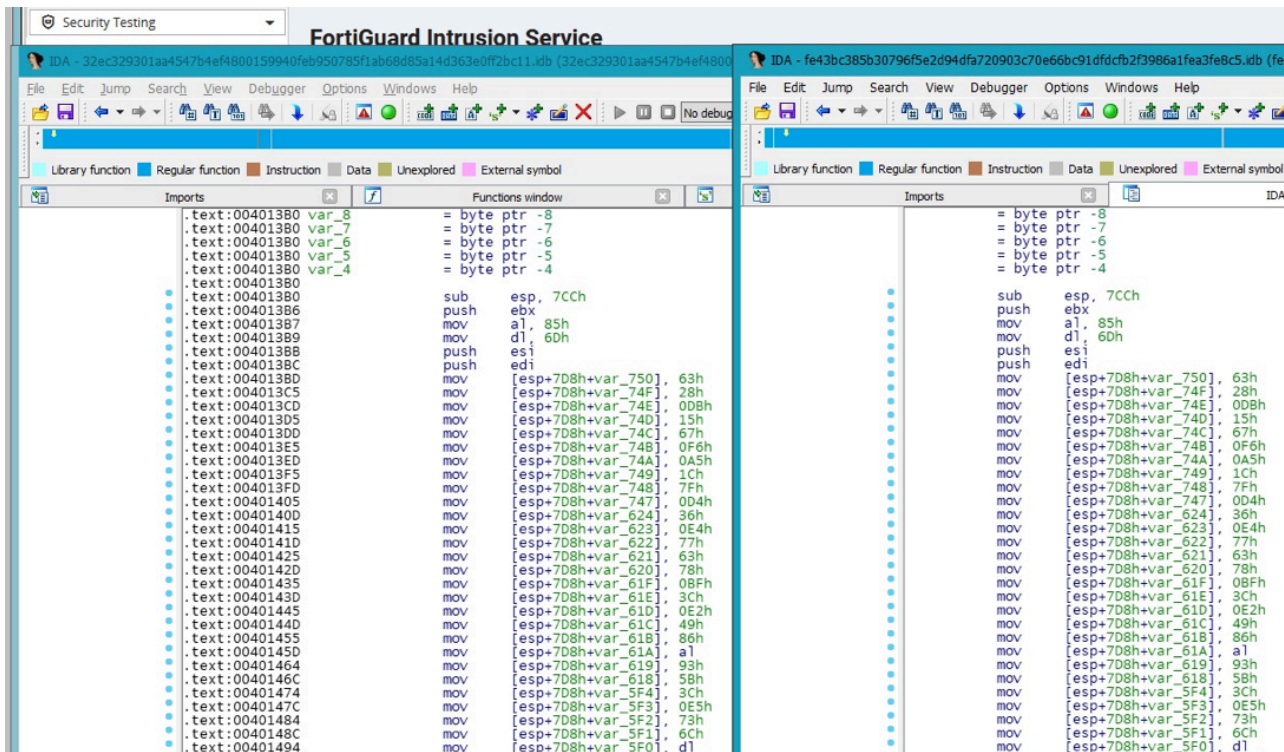 Security Testing
FortiGuard Intrusion Service
IDA - 32ec329301aa4547b4ef4800159940feb950785f1ab68d85a14d363e0ff2bc11.idb (32ec329301aa4547b4ef4800
File Edit Jump Search View Debugger Options Windows Help
No debug
Library function Regular function Instruction Data Unexplored External symbol
Imports Functions window
.text:004013B0 var_8 = byte ptr -8
.text:004013B0 var_7 = byte ptr -7
.text:004013B0 var_6 = byte ptr -6
.text:004013B0 var_5 = byte ptr -5
.text:004013B0 var_4 = byte ptr -4
.text:004013B0
.text:004013B0 sub esp, 7CCh
.text:004013B6 push ebx
.text:004013B7 mov al, 85h
.text:004013B9 mov dl, 6Dh
.text:004013BB push esi
.text:004013BC push edi
.text:004013BD mov [esp+7D8h+var_750], 63h
.text:004013C5 mov [esp+7D8h+var_74F], 28h
.text:004013CD mov [esp+7D8h+var_74E], 0DBh
.text:004013D5 mov [esp+7D8h+var_74D], 15h
.text:004013DD mov [esp+7D8h+var_74C], 67h
.text:004013E5 mov [esp+7D8h+var_74B], 0F6h
.text:004013ED mov [esp+7D8h+var_74A], 0A5h
.text:004013F5 mov [esp+7D8h+var_749], 1Ch
.text:004013FD mov [esp+7D8h+var_748], 7Fh
.text:00401405 mov [esp+7D8h+var_747], 0D4h
.text:0040140D mov [esp+7D8h+var_624], 36h
.text:00401415 mov [esp+7D8h+var_623], 0E4h
.text:0040141D mov [esp+7D8h+var_622], 77h
.text:00401425 mov [esp+7D8h+var_621], 63h
.text:0040142D mov [esp+7D8h+var_620], 78h
.text:00401435 mov [esp+7D8h+var_61F], 0BFh
.text:0040143D mov [esp+7D8h+var_61E], 3Ch
.text:00401445 mov [esp+7D8h+var_61D], 0E2h
.text:0040144D mov [esp+7D8h+var_61C], 49h
.text:00401455 mov [esp+7D8h+var_61B], 86h
.text:0040145D mov [esp+7D8h+var_61A], al
.text:00401464 mov [esp+7D8h+var_619], 93h
.text:0040146C mov [esp+7D8h+var_618], 5Bh
.text:00401474 mov [esp+7D8h+var_5F4], 3Ch
.text:0040147C mov [esp+7D8h+var_5F3], 0E5h
.text:00401484 mov [esp+7D8h+var_5F2], 73h
.text:0040148C mov [esp+7D8h+var_5F1], 6Ch
.text:00401494 mov [esp+7D8h+var_5F0], dl
IDA - fe43bc385b30796f5e2d94dfa720903c70e66bc91dfdcfb2f3986a1fea3fe8c5.idb (fe
File Edit Jump Search View Debugger Options Windows Help
Library function Regular function Instruction Data Unexplored External symbol
Imports IDA
= byte ptr -8
= byte ptr -7
= byte ptr -6
= byte ptr -5
= byte ptr -4
sub esp, 7CCh
push ebx
mov al, 85h
mov dl, 6Dh
push esi
push edi
mov [esp+7D8h+var_750], 63h
mov [esp+7D8h+var_74F], 28h
mov [esp+7D8h+var_74E], 0DBh
mov [esp+7D8h+var_74D], 15h
mov [esp+7D8h+var_74C], 67h
mov [esp+7D8h+var_74B], 0F6h
mov [esp+7D8h+var_74A], 0A5h
mov [esp+7D8h+var_749], 1Ch
mov [esp+7D8h+var_748], 7Fh
mov [esp+7D8h+var_747], 0D4h
mov [esp+7D8h+var_624], 36h
mov [esp+7D8h+var_623], 0E4h
mov [esp+7D8h+var_622], 77h
mov [esp+7D8h+var_621], 63h
mov [esp+7D8h+var_620], 78h
mov [esp+7D8h+var_61F], 0BFh
mov [esp+7D8h+var_61E], 3Ch
mov [esp+7D8h+var_61D], 0E2h
mov [esp+7D8h+var_61C], 49h
mov [esp+7D8h+var_61B], 86h
mov [esp+7D8h+var_61A], al
mov [esp+7D8h+var_619], 93h
mov [esp+7D8h+var_618], 5Bh
mov [esp+7D8h+var_5F4], 3Ch
mov [esp+7D8h+var_5F3], 0E5h
mov [esp+7D8h+var_5F2], 73h
mov [esp+7D8h+var_5F1], 6Ch
mov [esp+7D8h+var_5F0], dl